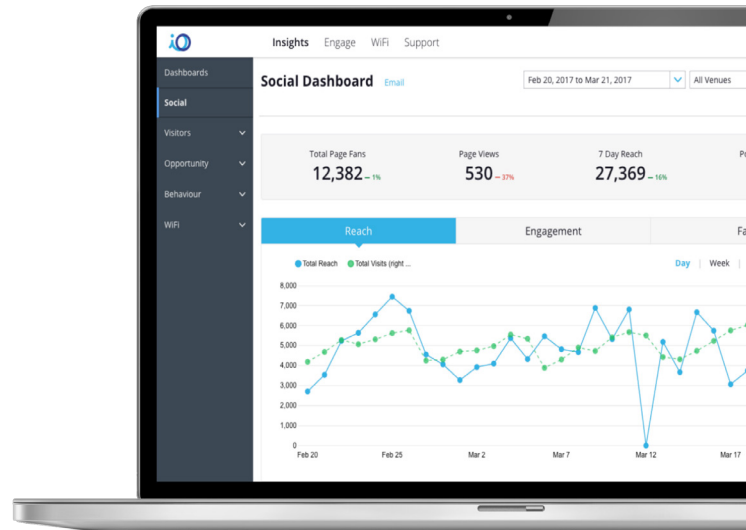 iO
Insights Engage WiFi Support
Dashboards
Social
Visitors
Opportunity
Behaviour
WiFi
Social Dashboard Email
Feb 20, 2017 to Mar 21, 2017
All Venues
Total Page Fans
12,382 – 1%
Page Views
530 – 37%
7 Day Reach
27,369 – 16%
Reach
Engagement
Total Reach
Total Visits (right ...
Day | Week |
8,000
7,000
6,000
5,000
4,000
3,000
2,000
1,000
0
Feb 20
Feb 25
Mar 2
Mar 7
Mar 12
Mar 17